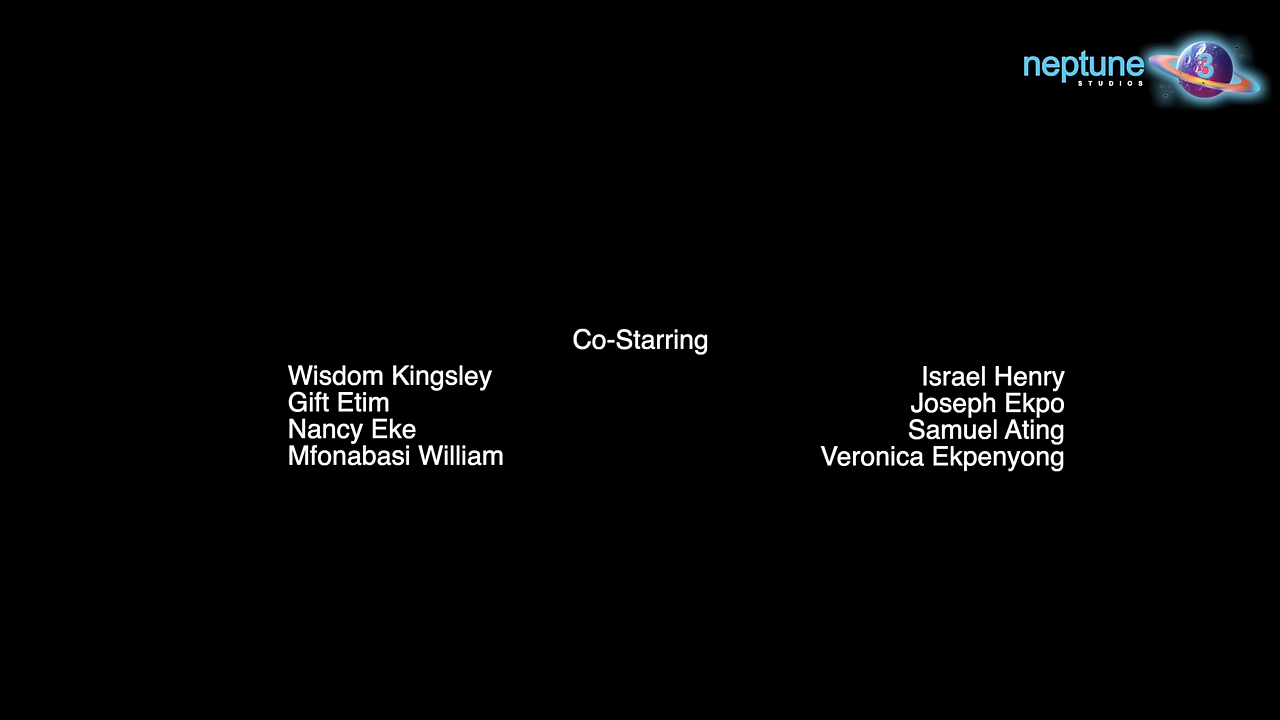 neptune 3
STUDIOS
Co-Starring
Wisdom Kingsley
Gift Etim
Nancy Eke
Mfonabasi William
Israel Henry
Joseph Ekpo
Samuel Ating
Veronica Ekpenyong